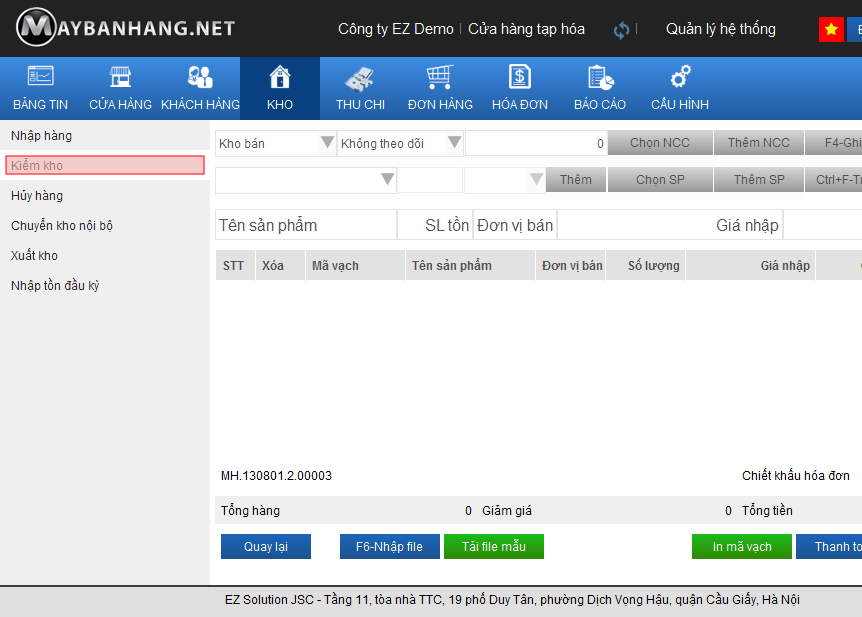 MAYBANHANG.NET
Công ty EZ Demo | Cửa hàng tạp hóa | Quản lý hệ thống
BẢNG TIN CỬA HÀNG KHÁCH HÀNG KHO THU CHI ĐƠN HÀNG HÓA ĐƠN BÁO CÁO CẤU HÌNH
Nhập hàng
Kiểm kho
Hủy hàng
Chuyển kho nội bộ
Xuất kho
Nhập tồn đầu kỳ
Kho bán Không theo dõi 0 Chọn NCC Thêm NCC F4-Ghi
Thêm Chọn SP Thêm SP Ctrl+F-T
Tên sản phẩm SL tồn Đơn vị bán Giá nhập
STT Xóa Mã vạch Tên sản phẩm Đơn vị bán Số lượng Giá nhập
MH.130801.2.00003 Chiết khấu hóa đơn
Tổng hàng 0 Giảm giá 0 Tổng tiền
Quay lại F6-Nhập file Tải file mẫu In mã vạch Thanh to
EZ Solution JSC - Tầng 11, tòa nhà TTC, 19 phố Duy Tân, phường Dịch Vọng Hậu, quận Cầu Giấy, Hà Nội